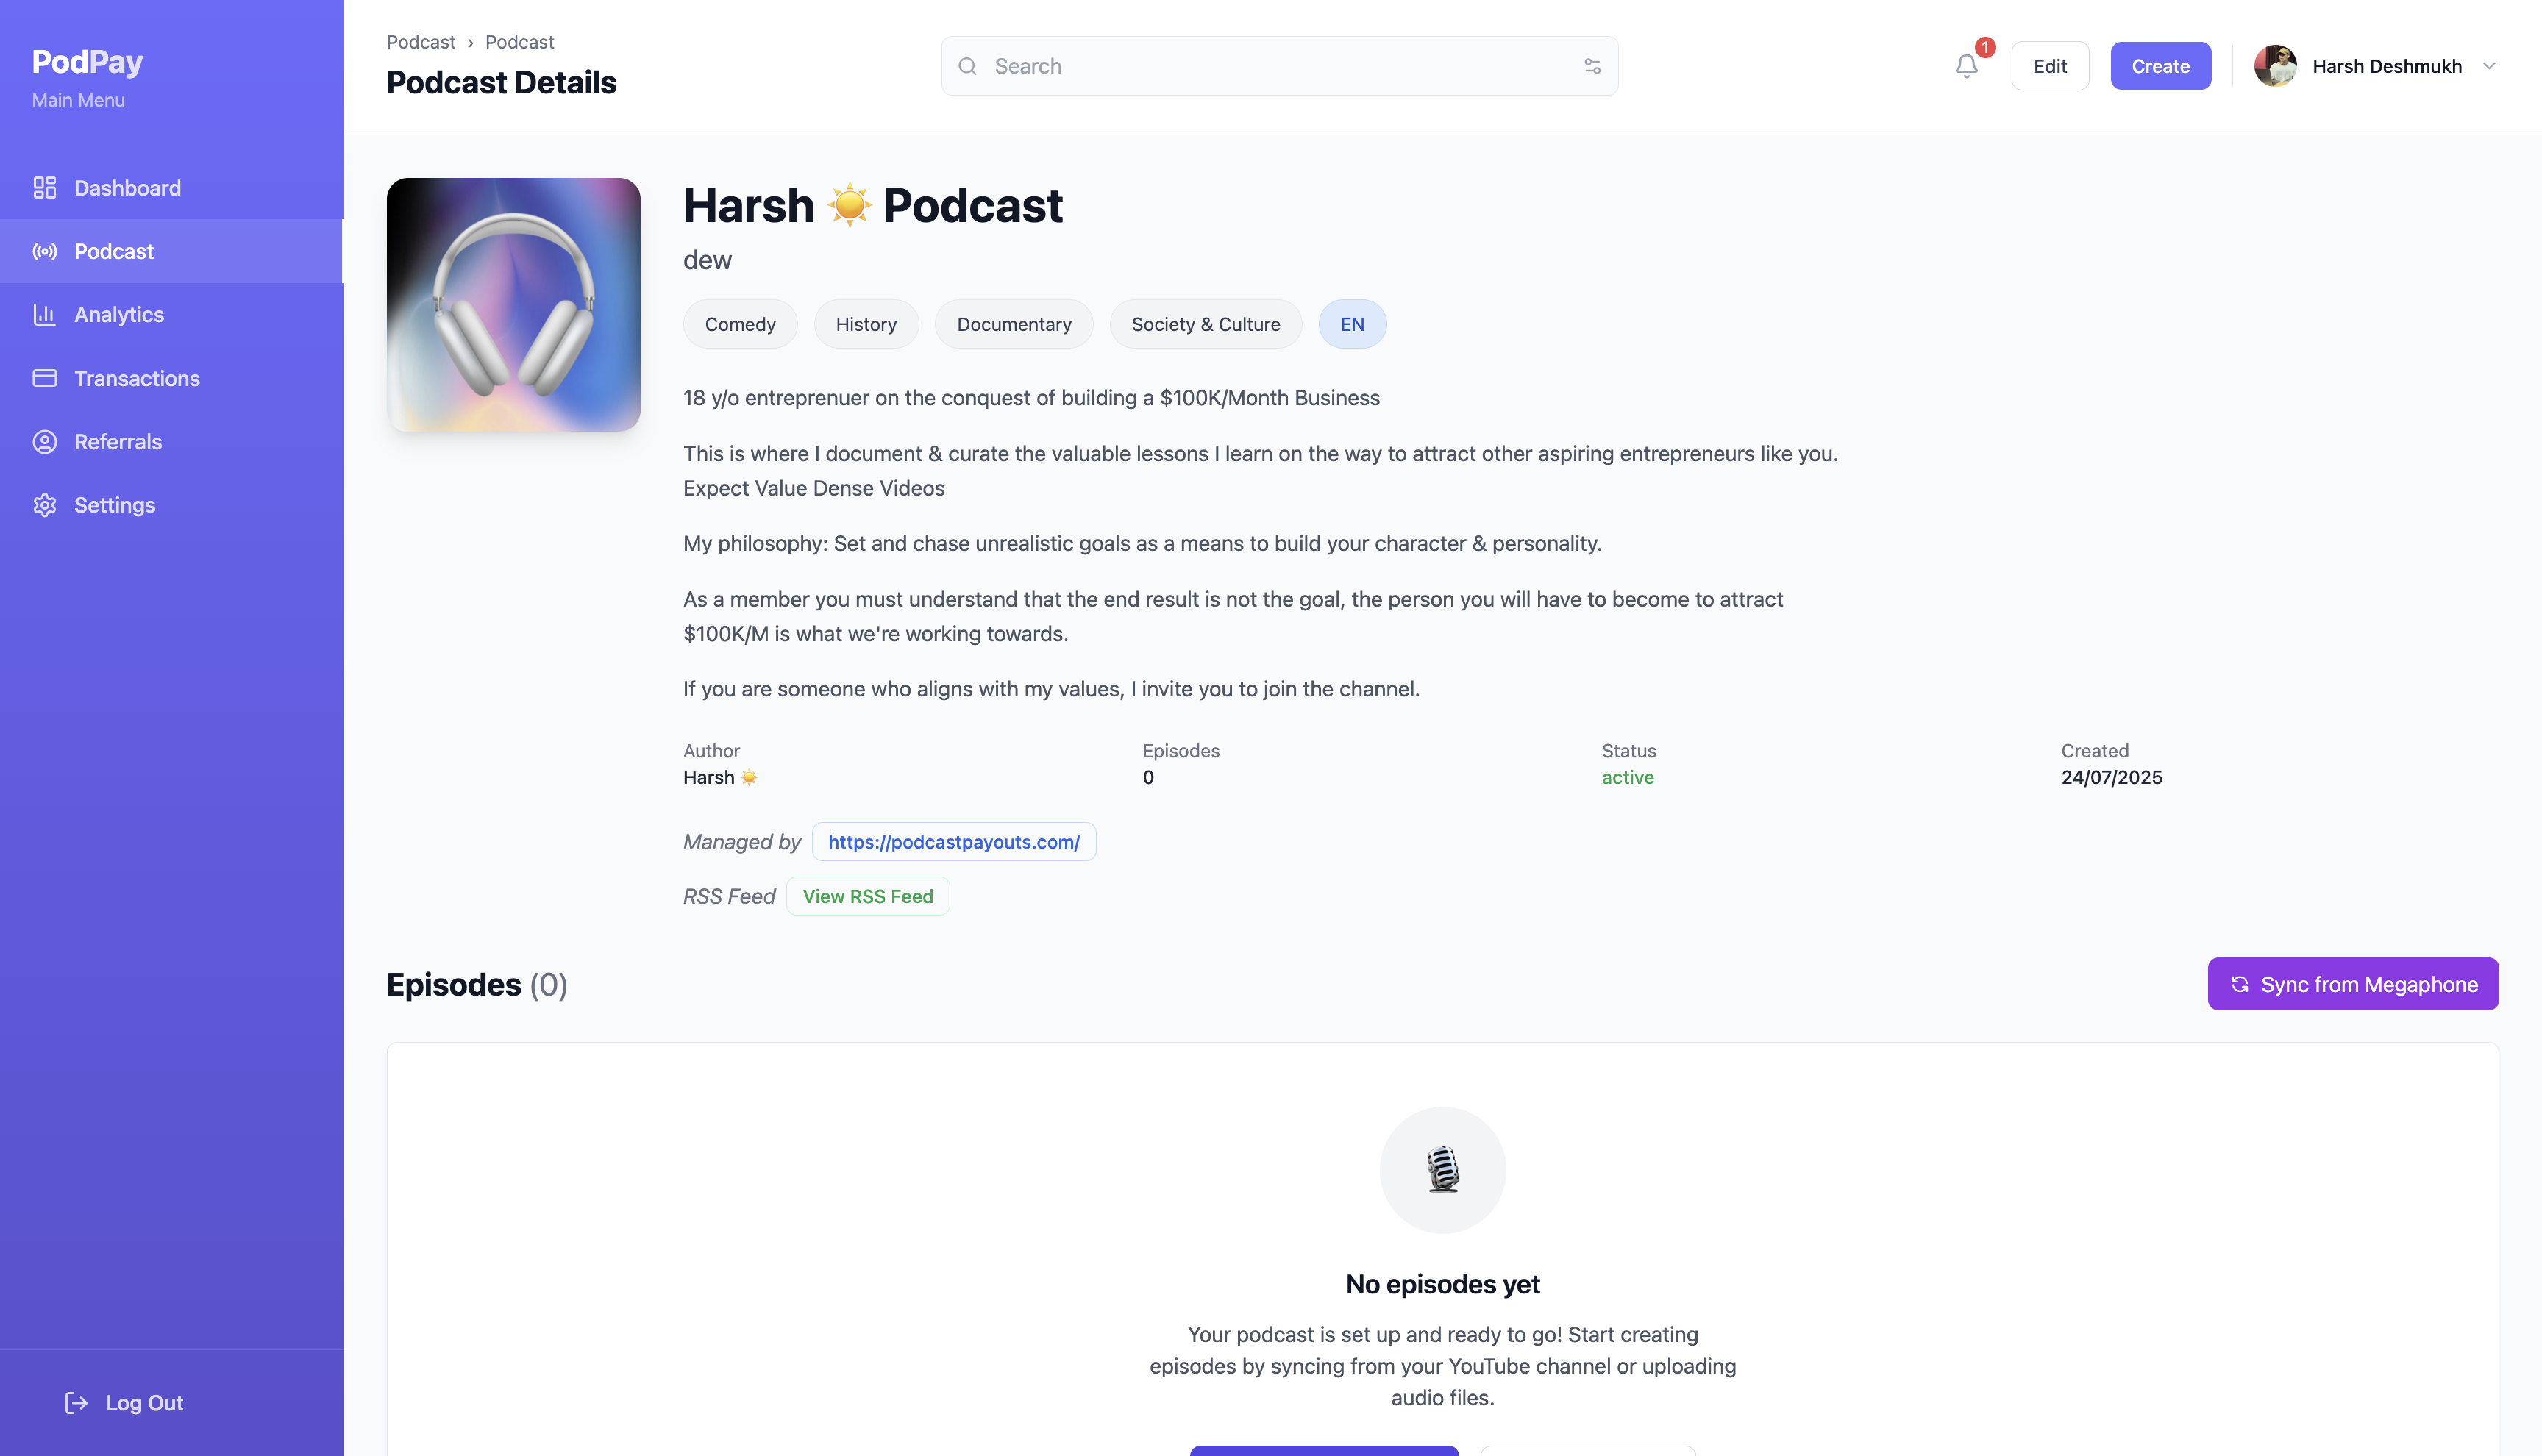 PodPay
Main Menu
Dashboard
Podcast
Analytics
Transactions
Referrals
Settings
Log Out
Podcast › Podcast
Podcast Details
Search
1
Edit
Create
Harsh Deshmukh
Harsh ☀️ Podcast
dew
Comedy
History
Documentary
Society & Culture
EN
18 y/o entreprenuer on the conquest of building a $100K/Month Business
This is where I document & curate the valuable lessons I learn on the way to attract other aspiring entrepreneurs like you.
Expect Value Dense Videos
My philosophy: Set and chase unrealistic goals as a means to build your character & personality.
As a member you must understand that the end result is not the goal, the person you will have to become to attract
$100K/M is what we're working towards.
If you are someone who aligns with my values, I invite you to join the channel.
Author
Harsh ☀️
Episodes
0
Status
active
Created
24/07/2025
Managed by https://podcastpayouts.com/
RSS Feed View RSS Feed
Episodes (0)
Sync from Megaphone
No episodes yet
Your podcast is set up and ready to go! Start creating
episodes by syncing from your YouTube channel or uploading
audio files.